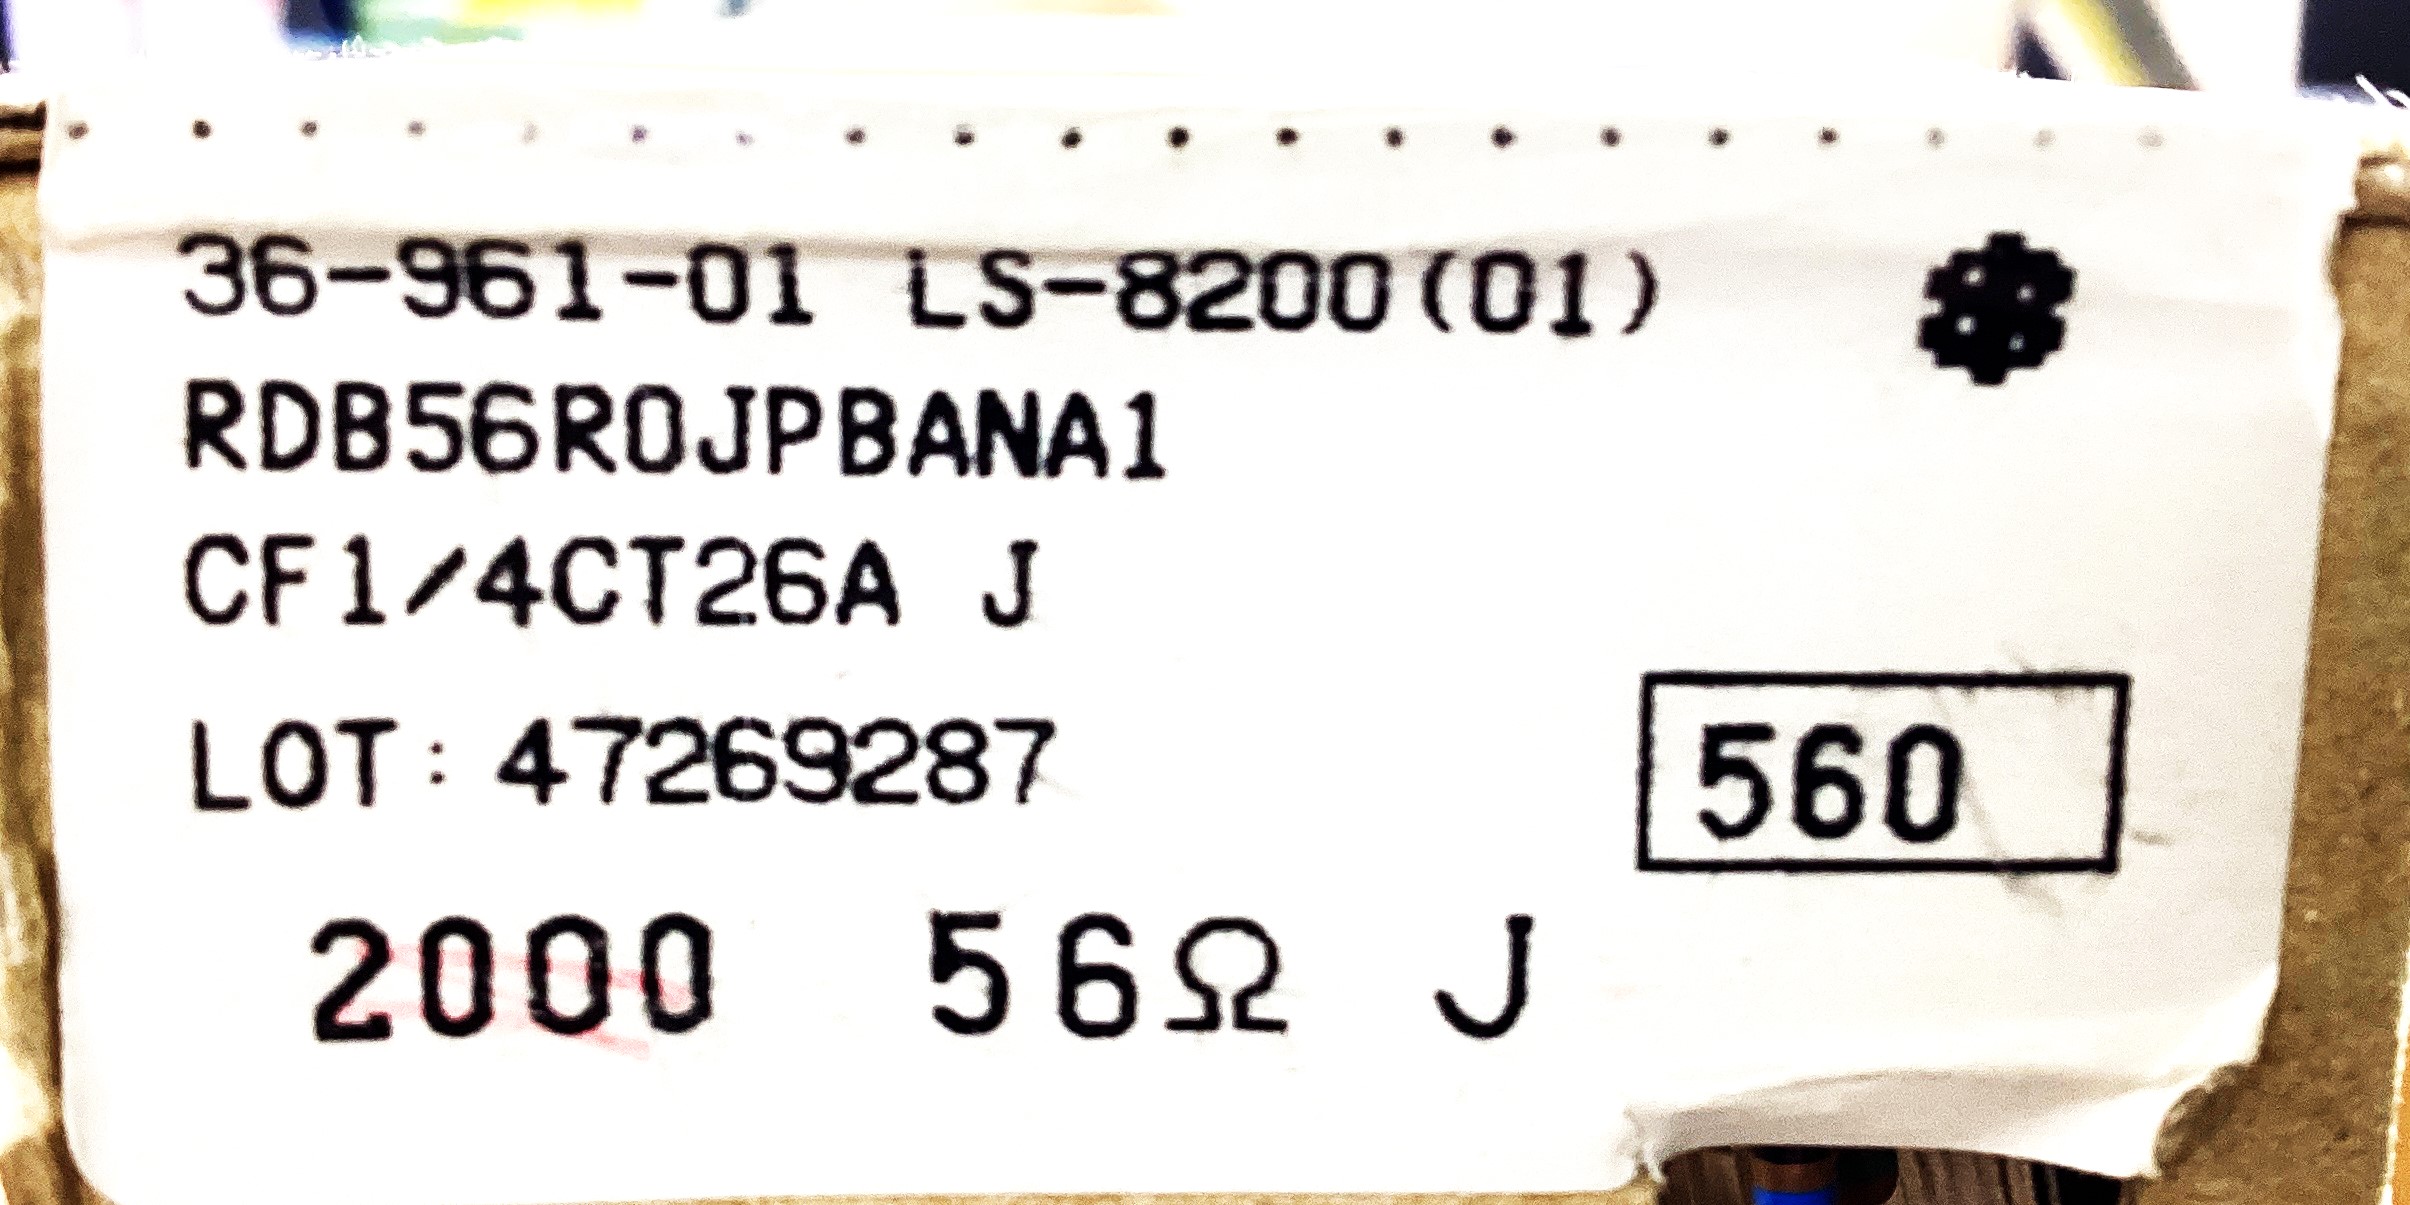 36-961-01 LS-8200(01)
RDB56R0JPBANA1
CF1/4CT26A J
LOT: 47269287
560
2000 56Ω J